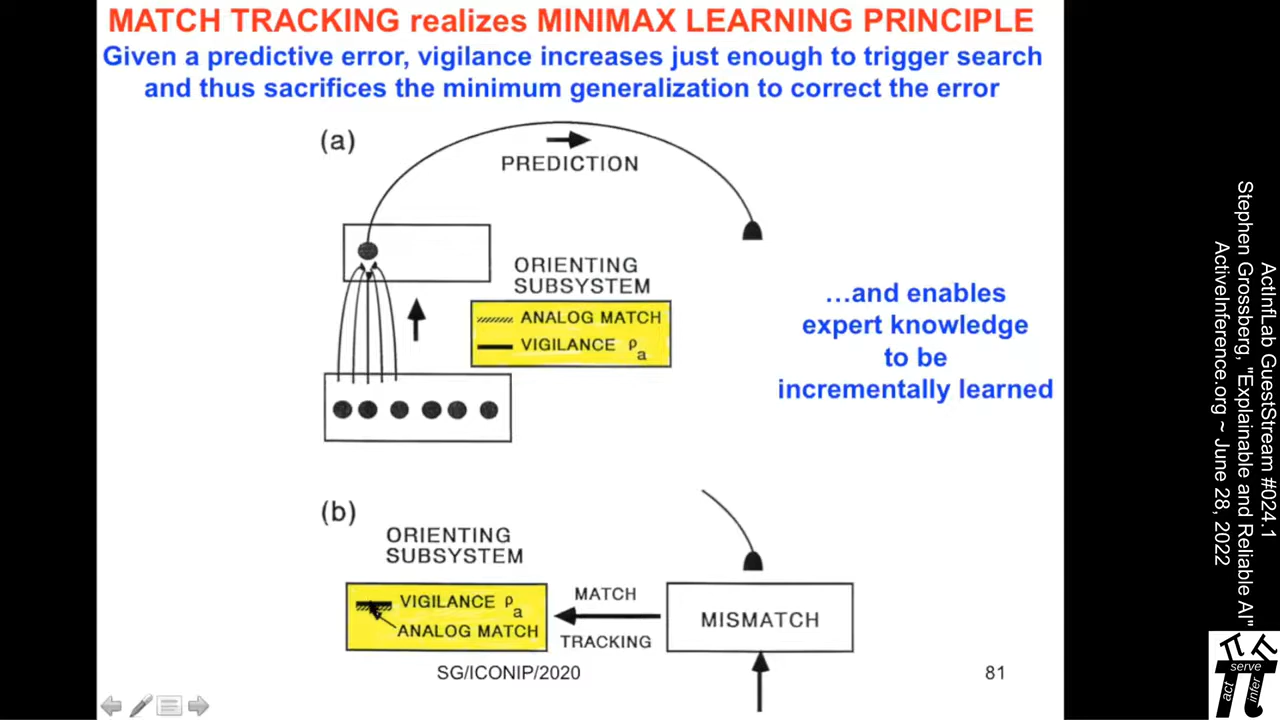 MATCH TRACKING realizes MINIMAX LEARNING PRINCIPLE
Given a predictive error, vigilance increases just enough to trigger search
and thus sacrifices the minimum generalization to correct the error
(a)
PREDICTION
ORIENTING
SUBSYSTEM
ANALOG MATCH
VIGILANCE ρa
…and enables
expert knowledge
to be
incrementally learned
(b)
ORIENTING
SUBSYSTEM
VIGILANCE ρa
ANALOG MATCH
MATCH
TRACKING
MISMATCH
SG/ICONIP/2020
81
ActInfLab GuestStream #024.1
Stephen Grossberg, "Explainable and Reliable AI"
ActiveInference.org ~ June 28, 2022
serve
act
infer